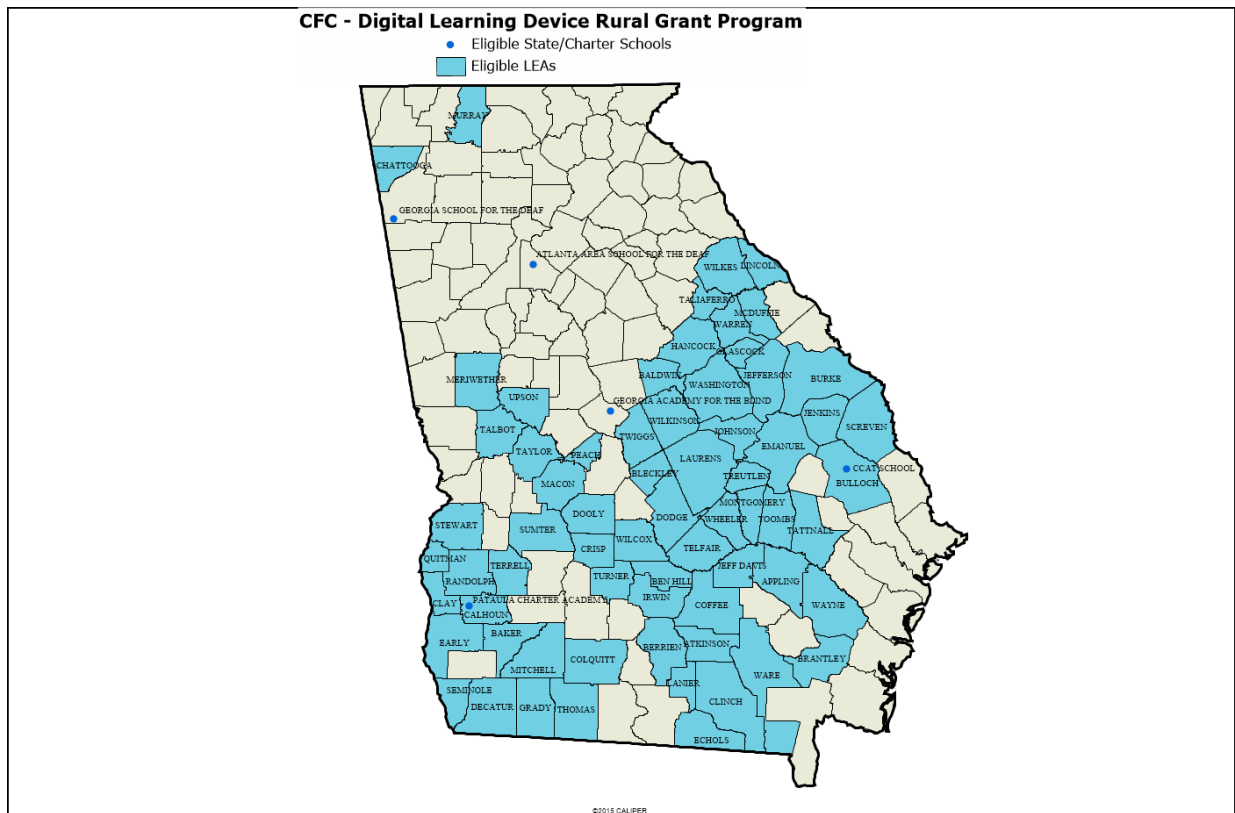 CFC - Digital Learning Device Rural Grant Program
Eligible State/Charter Schools
Eligible LEAs
MURRAY
CHATTOOGA
GEORGIA SCHOOL FOR THE DEAF
ATLANTA AREA SCHOOL FOR THE DEAF
WILKES
LINCOLN
TALIAFERRO
MCDUFFIE
WARREN
HANCOCK
GLASCOCK
BALDWIN
JEFFERSON
MERIWETHER
WASHINGTON
BURKE
UPSON
GEORGIA ACADEMY FOR THE BLIND
JENKINS
WILKINSON
SCREVEN
TALBOT
JOHNSON
TWIGGS
EMANUEL
TAYLOR
PEACH
LAURENS
BLECKLEY
CCAT SCHOOL
TREUTLEN
MACON
BULLOCH
MONTGOMERY
DOOLY
DODGE
WHEELER
TOOMBS
STEWART
SUMTER
TATTNALL
WILCOX
CRISP
TELFAIR
QUITMAN
TERRELL
JEFF DAVIS
TURNER
RANDOLPH
BEN HILL
APPLING
IRWIN
PATAULA CHARTER ACADEMY
CLAY
COFFEE
WAYNE
CALHOUN
BAKER
EARLY
ATKINSON
BERRIEN
COLQUITT
BRANTLEY
MITCHELL
WARE
LANIER
SEMINOLE
CLINCH
DECATUR
GRADY
THOMAS
ECHOLS
©2015 CALIPER